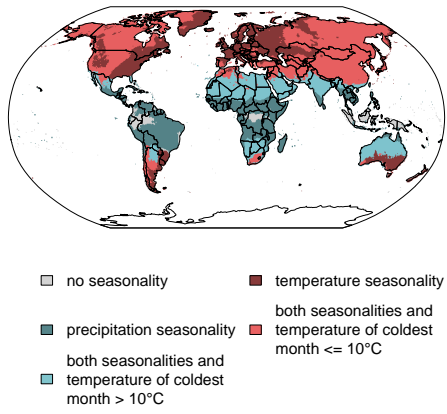 no seasonality
precipitation seasonality
both seasonalities and
temperature of coldest
month > 10°C
temperature seasonality
both seasonalities and
temperature of coldest
month <= 10°C